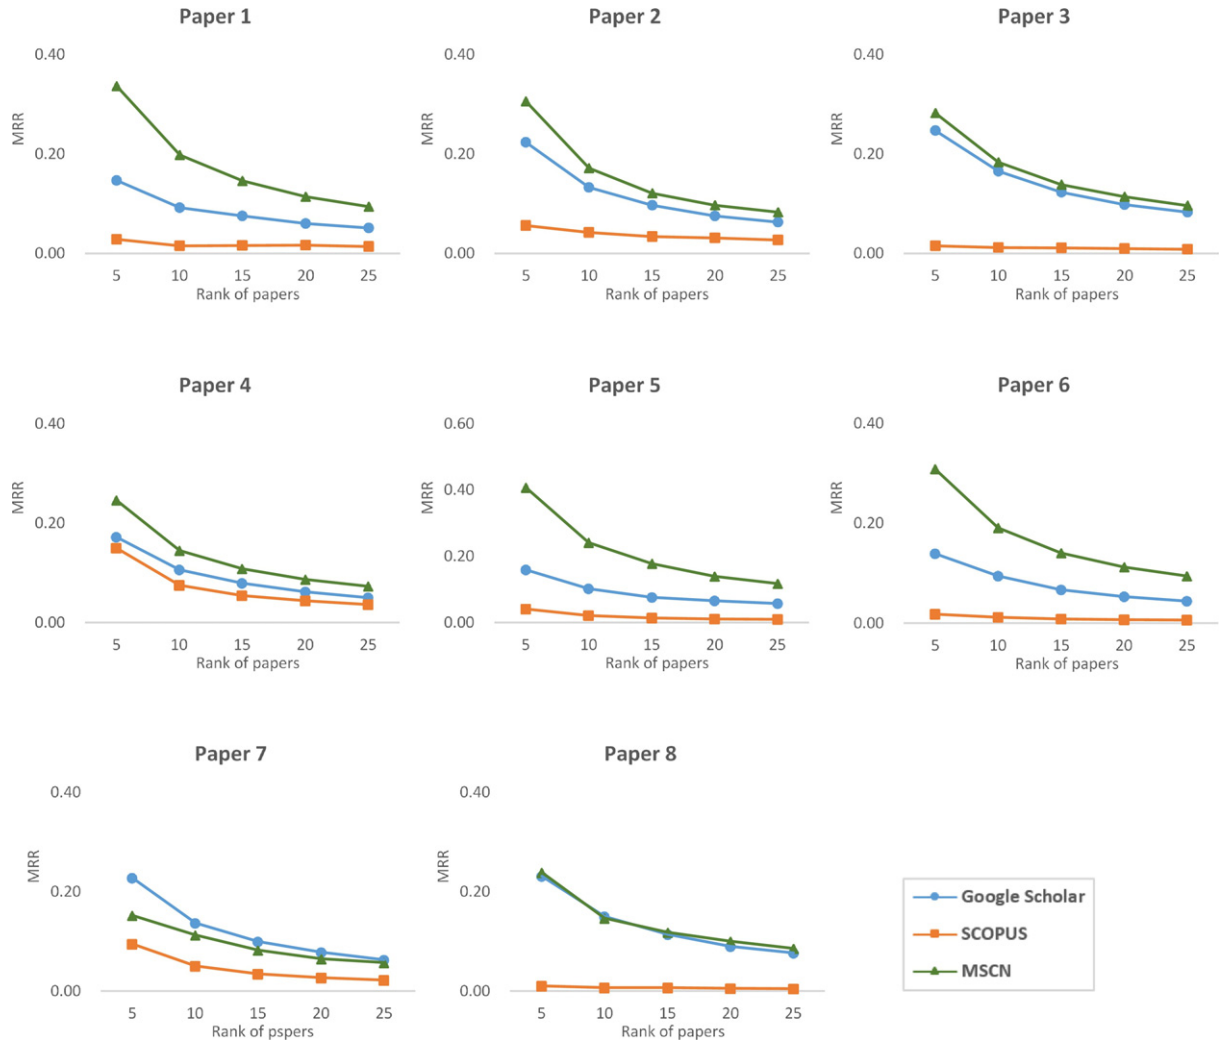 Paper 1
0.40
0.20
0.00
MRR
5 10 15 20 25
Rank of papers
Paper 2
0.40
0.20
0.00
MRR
5 10 15 20 25
Rank of papers
Paper 3
0.40
0.20
0.00
MRR
5 10 15 20 25
Rank of papers
Paper 4
0.40
0.20
0.00
MRR
5 10 15 20 25
Rank of papers
Paper 5
0.60
0.40
0.20
0.00
MRR
5 10 15 20 25
Rank of papers
Paper 6
0.40
0.20
0.00
MRR
5 10 15 20 25
Rank of papers
Paper 7
0.40
0.20
0.00
MRR
5 10 15 20 25
Rank of pspers
Paper 8
0.40
0.20
0.00
MRR
5 10 15 20 25
Rank of papers
Google Scholar
SCOPUS
MSCN